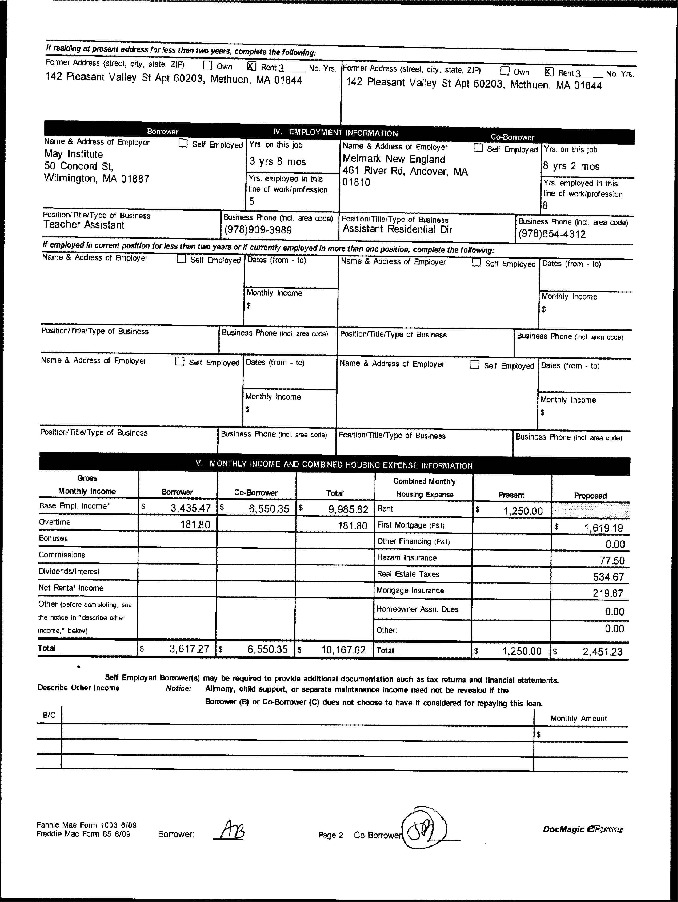 If residing at present address for less than two years, complete the following:
Former Address (street, city, state, ZIP) Own X Rent 3 No. Yrs. Former Address (street, city, state, ZIP) Own X Rent 3 No. Yrs.
142 Pleasant Valley St Apt 60203, Methuen, MA 01844 142 Pleasant Valley St Apt 60203, Methuen, MA 01844
Borrower IV. EMPLOYMENT INFORMATION Co-Borrower
Name & Address of Employer Self Employed Yrs. on this job Name & Address of Employer Self Employed Yrs. on this job
May Institute 3 yrs 8 mos Melmark New England 8 yrs 2 mos
50 Concord St, 461 River Rd, Andover, MA
Wilmington, MA 01887 Yrs. employed in this 01810 Yrs. employed in this
line of work/profession line of work/profession
5 8
Position/Title/Type of Business Business Phone (incl. area code) Position/Title/Type of Business Business Phone (incl. area code)
Teacher Assistant (978)909-3989 Assistant Residential Dir (978)654-4312
If employed in current position for less than two years or if currently employed in more than one position, complete the following:
Name & Address of Employer Self Employed Dates (from - to) Name & Address of Employer Self Employed Dates (from - to)
Monthly Income Monthly Income
$ $
Position/Title/Type of Business Business Phone (incl. area code) Position/Title/Type of Business Business Phone (incl. area code)
Name & Address of Employer Self Employed Dates (from - to) Name & Address of Employer Self Employed Dates (from - to)
Monthly Income Monthly Income
$ $
Position/Title/Type of Business Business Phone (incl. area code) Position/Title/Type of Business Business Phone (incl. area code)
V. MONTHLY INCOME AND COMBINED HOUSING EXPENSE INFORMATION
Gross Monthly Income Borrower Co-Borrower Total Combined Monthly Housing Expense Present Proposed
Base Empl. Income* $ 3,435.47 $ 6,550.35 $ 9,985.82 Rent $ 1,250.00
Overtime 181.80 181.80 First Mortgage (P&I) $ 1,619.19
Bonuses Other Financing (P&I) 0.00
Commissions Hazard Insurance 77.50
Dividends/Interest Real Estate Taxes 534.67
Net Rental Income Mortgage Insurance 219.87
Other (before completing, see the notice in "describe other income," below) Homeowner Assn. Dues 0.00
Other: 0.00
Total $ 3,617.27 $ 6,550.35 $ 10,167.62 Total $ 1,250.00 $ 2,451.23
* Self Employed Borrower(s) may be required to provide additional documentation such as tax returns and financial statements.
Describe Other Income Notice: Alimony, child support, or separate maintenance income need not be revealed if the
Borrower (B) or Co-Borrower (C) does not choose to have it considered for repaying this loan.
B/C Monthly Amount
$
Fannie Mae Form 1003 6/09
Freddie Mac Form 65 6/09 Borrower: AB Page 2 Co-Borrower DocMagic eForms